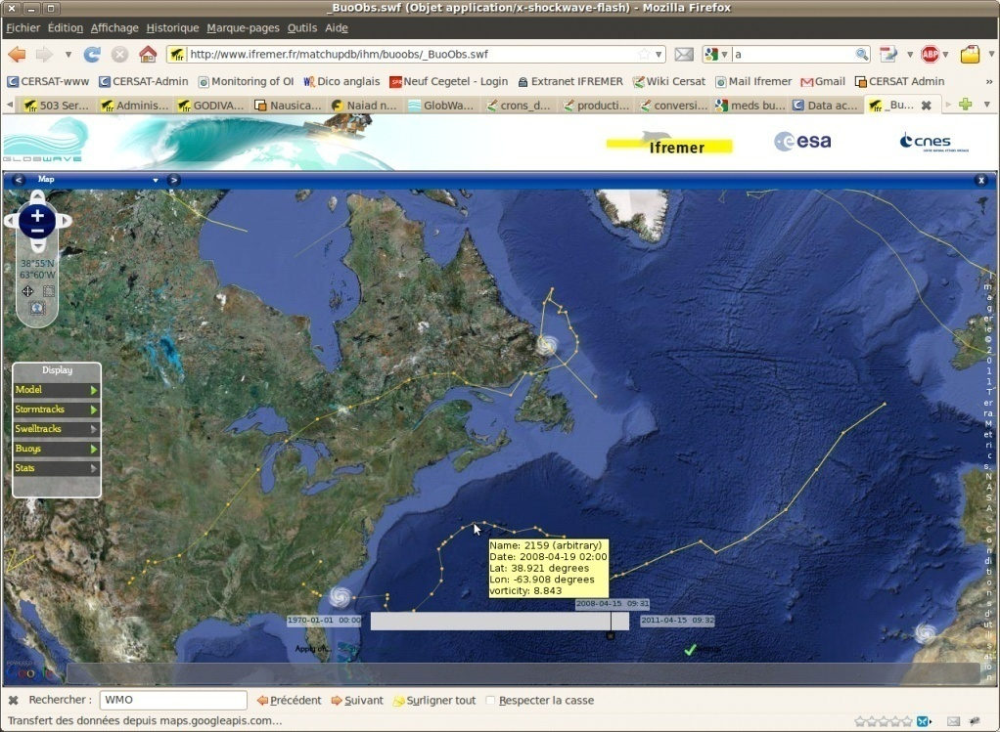 _BuoObs.swf (Objet application/x-shockwave-flash) - Mozilla Firefox
Fichier Édition Affichage Historique Marque-pages Outils Aide
http://www.ifremer.fr/matchupdb/ihm/buoobs/_BuoObs.swf a
CERSAT-www CERSAT-Admin Monitoring of OI Dico anglais Neuf Cegetel - Login Extranet IFREMER Wiki Cersat Mail Ifremer Gmail CERSAT Admin »
503 Ser... Adminis... GODIVA... Nausica... Naiad n... GlobWa... crons_d... producti... conversi... meds bu... Data ac... _Bu...
GLOBWAVE Ifremer esa cnes
< Map > x
38°55'N
63°60'W
Display
Model
Stormtracks
Swelltracks
Buoys
Stats
Name: 2159 (arbitrary)
Date: 2008-04-19 02:00
Lat: 38.921 degrees
Lon: -63.908 degrees
vorticity: 8.843
2008-04-15 09:31
1970-01-01 00:00 2011-04-15 09:32
Imagerie ©2011 TerraMetrics, NASA, Conditions d'utilisation
POWERED BY
Google
Rechercher : WMO Précédent Suivant Surligner tout Respecter la casse
Transfert des données depuis maps.googleapis.com...